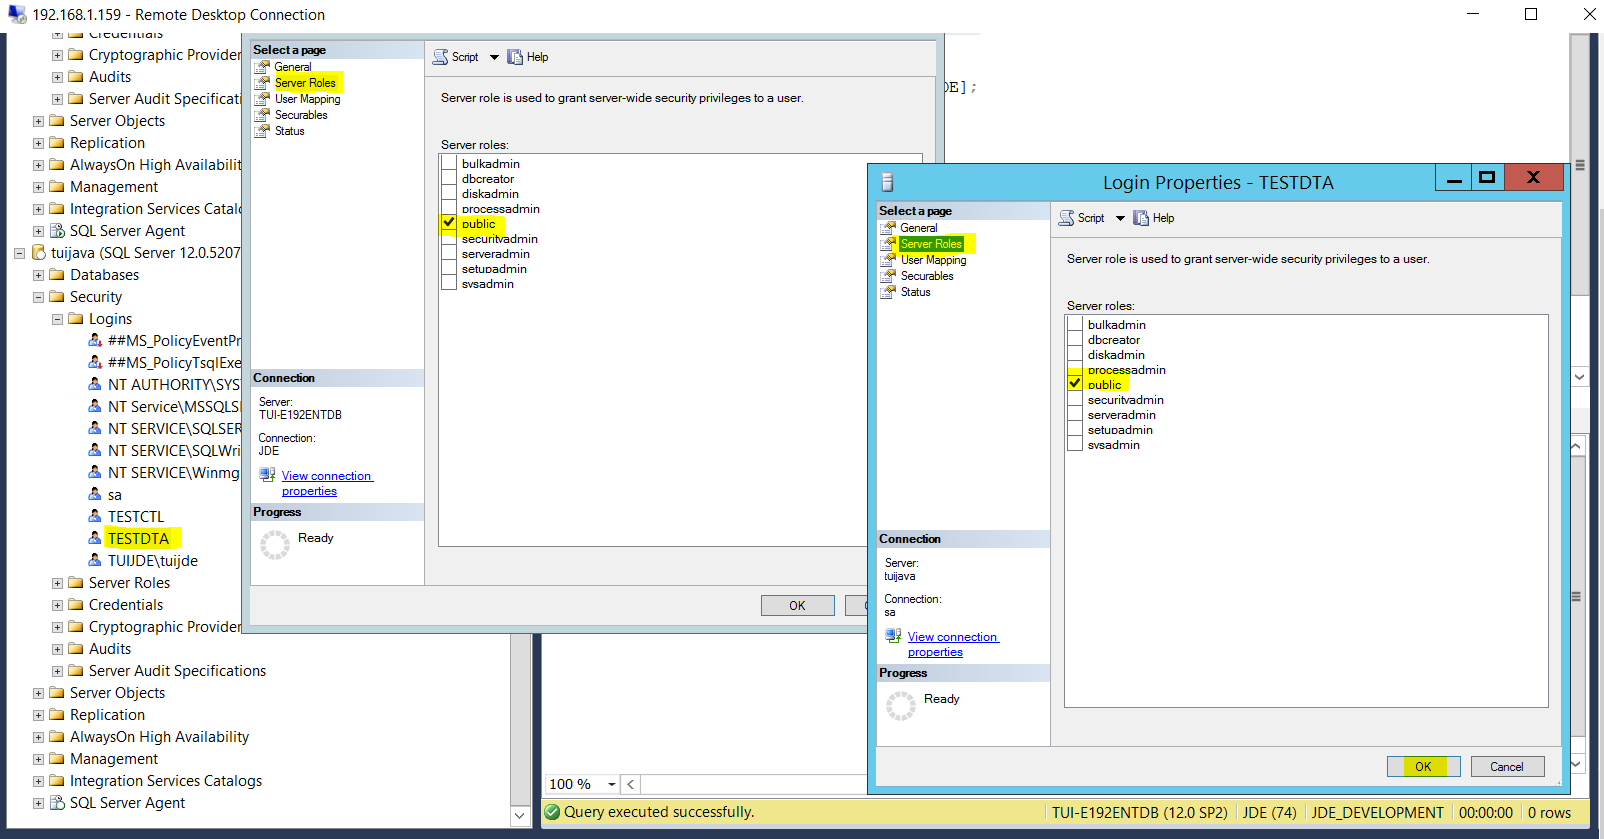 192.168.1.159 - Remote Desktop Connection
Credentials
Cryptographic Provider
Audits
Server Audit Specificati
Server Objects
Replication
AlwaysOn High Availabilit
Management
Integration Services Catalo
SQL Server Agent
tuijava (SQL Server 12.0.5207
Databases
Security
Logins
##MS_PolicyEventPr
##MS_PolicyTsqlExe
NT AUTHORITY\SYS
NT Service\MSSQLSE
NT SERVICE\SQLSER
NT SERVICE\SQLWri
NT SERVICE\Winmg
sa
TESTCTL
TESTDTA
TUIJDE\tuijde
Server Roles
Credentials
Cryptographic Provider
Audits
Server Audit Specifications
Server Objects
Replication
AlwaysOn High Availability
Management
Integration Services Catalogs
SQL Server Agent
Select a page
General
Server Roles
User Mapping
Securables
Status
Connection
Server:
TUI-E192ENTDB
Connection:
JDE
View connection
properties
Progress
Ready
Script
Help
Server role is used to grant server-wide security privileges to a user.
Server roles:
bulkadmin
dbcreator
diskadmin
processadmin
public
securityadmin
serveradmin
setupadmin
sysadmin
OK
C
DE];
Login Properties - TESTDTA
Select a page
General
Server Roles
User Mapping
Securables
Status
Connection
Server:
tuijava
Connection:
sa
View connection
properties
Progress
Ready
Script
Help
Server role is used to grant server-wide security privileges to a user.
Server roles:
bulkadmin
dbcreator
diskadmin
processadmin
public
securityadmin
serveradmin
setupadmin
sysadmin
OK
Cancel
100 %
Query executed successfully.
TUI-E192ENTDB (12.0 SP2)
JDE (74)
JDE_DEVELOPMENT
00:00:00
0 rows